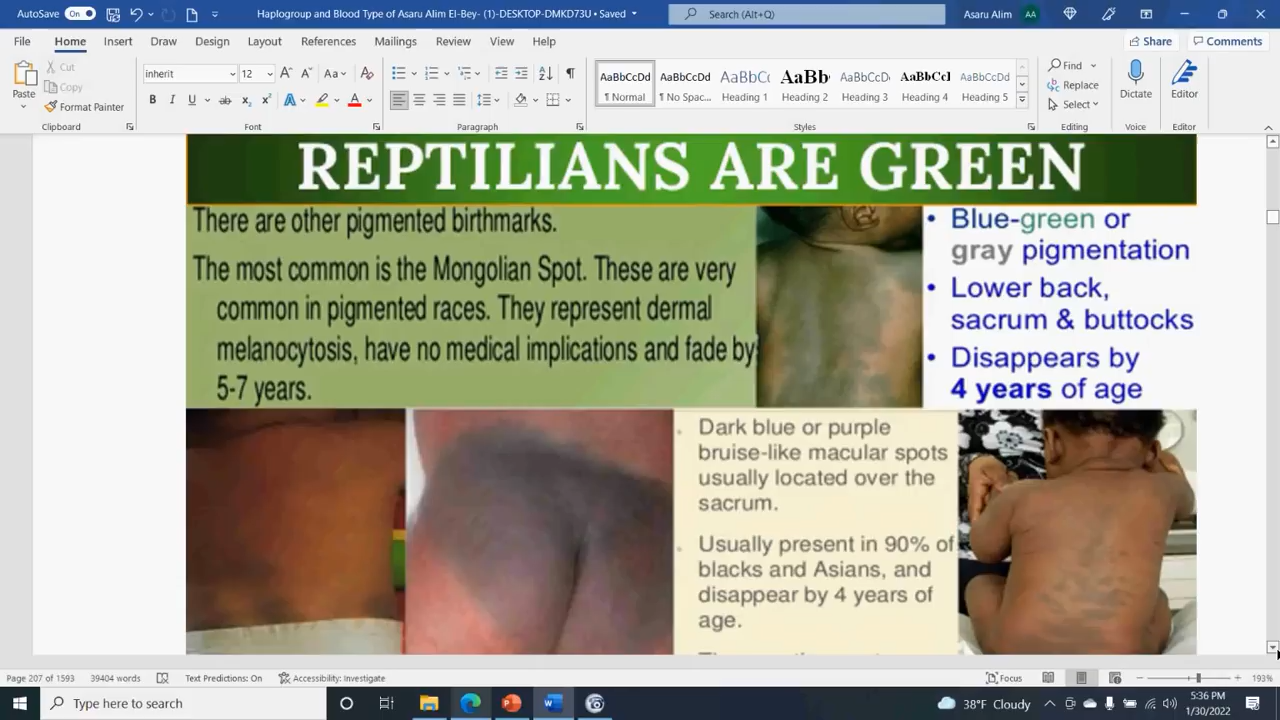 AutoSave On Haplogroup and Blood Type of Asaru Alim El-Bey- (1)-DESKTOP-DMKD73U • Saved Search (Alt+Q) Asaru Alim AA
File Home Insert Draw Design Layout References Mailings Review View Help Share Comments
Paste Cut Copy Format Painter
inherit 12
AaBbCcDd AaBbCcDd AaBbCc AaBb AaBbCcDd AaBbCcI AaBbCcDd
¶ Normal ¶ No Spac... Heading 1 Heading 2 Heading 3 Heading 4 Heading 5
Find Replace Select Dictate Editor
Clipboard Font Paragraph Styles Editing Voice Editor
REPTILIANS ARE GREEN
There are other pigmented birthmarks.
The most common is the Mongolian Spot. These are very
common in pigmented races. They represent dermal
melanocytosis, have no medical implications and fade by
5-7 years.
• Blue-green or
gray pigmentation
• Lower back,
sacrum & buttocks
• Disappears by
4 years of age
Dark blue or purple
bruise-like macular spots
usually located over the
sacrum.
Usually present in 90% of
blacks and Asians, and
disappear by 4 years of
age.
Page 207 of 1593 39404 words Text Predictions: On Accessibility: Investigate Focus 193%
Type here to search 38°F Cloudy 5:36 PM
1/30/2022